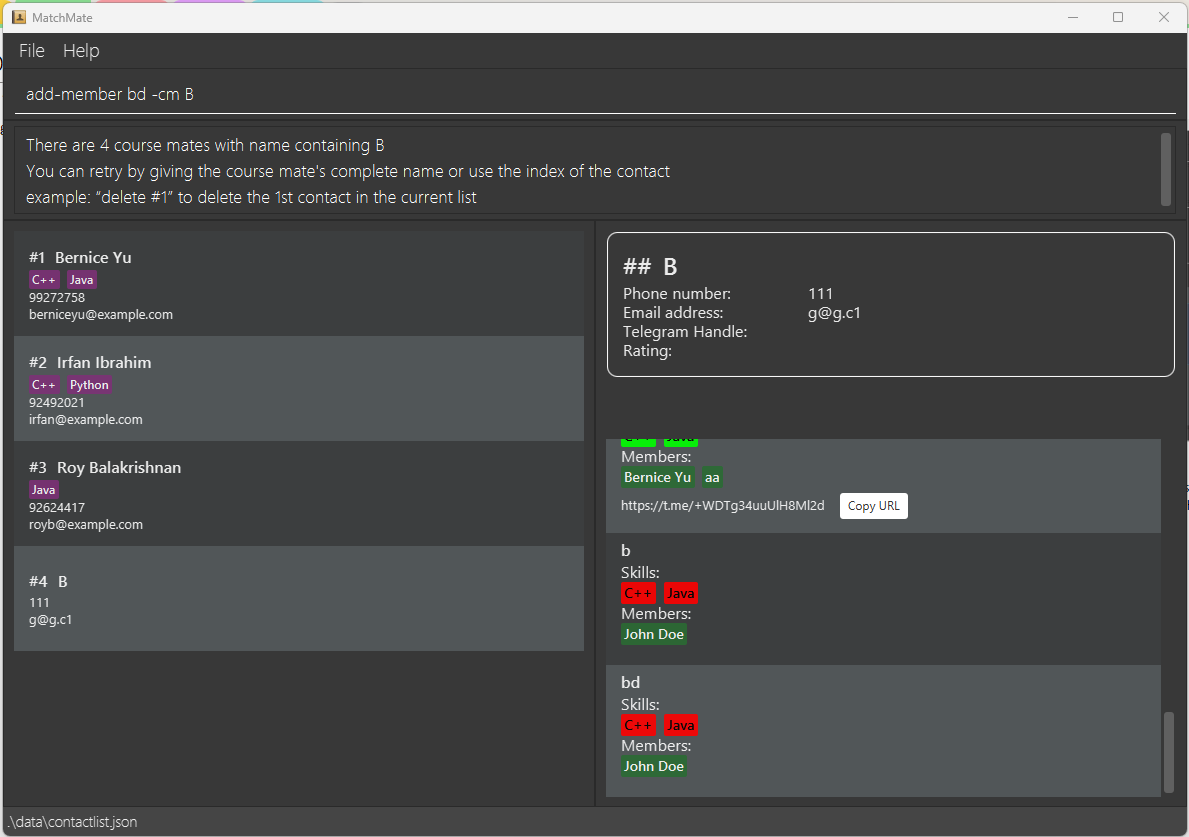 MatchMate
File Help
add-member bd -cm B
There are 4 course mates with name containing B
You can retry by giving the course mate's complete name or use the index of the contact
example: “delete #1” to delete the 1st contact in the current list
#1 Bernice Yu
C++ Java
99272758
berniceyu@example.com
#2 Irfan Ibrahim
C++ Python
92492021
irfan@example.com
#3 Roy Balakrishnan
Java
92624417
royb@example.com
#4 B
111
g@g.c1
## B
Phone number: 111
Email address: g@g.c1
Telegram Handle:
Rating:
C++ Java
Members:
Bernice Yu aa
https://t.me/+WDTg34uuUlH8Ml2d Copy URL
b
Skills:
C++ Java
Members:
John Doe
bd
Skills:
C++ Java
Members:
John Doe
.\data\contactlist.json